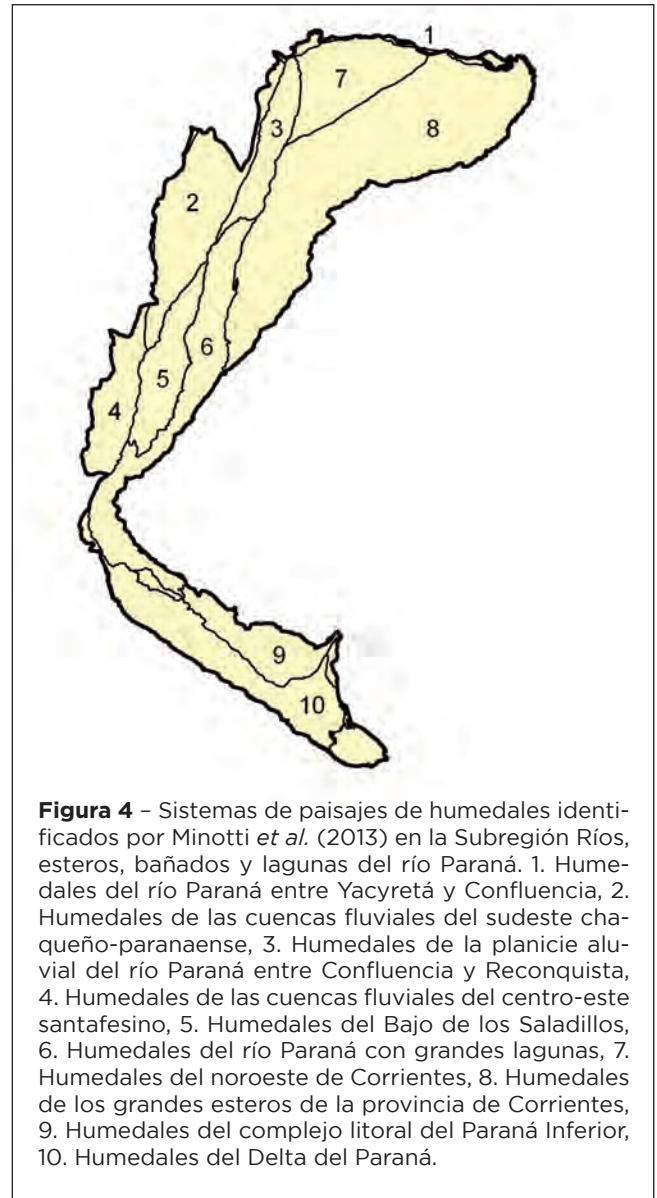 1
7
3
8
2
6
5
4
9
10
Figura 4 – Sistemas de paisajes de humedales identi-
ficados por Minotti et al. (2013) en la Subregión Ríos,
esteros, bañados y lagunas del río Paraná. 1. Hume-
dales del río Paraná entre Yacyretá y Confluencia, 2.
Humedales de las cuencas fluviales del sudeste cha-
queño-paranaense, 3. Humedales de la planicie alu-
vial del río Paraná entre Confluencia y Reconquista,
4. Humedales de las cuencas fluviales del centro-este
santafesino, 5. Humedales del Bajo de los Saladillos,
6. Humedales del río Paraná con grandes lagunas, 7.
Humedales del noroeste de Corrientes, 8. Humedales
de los grandes esteros de la provincia de Corrientes,
9. Humedales del complejo litoral del Paraná Inferior,
10. Humedales del Delta del Paraná.